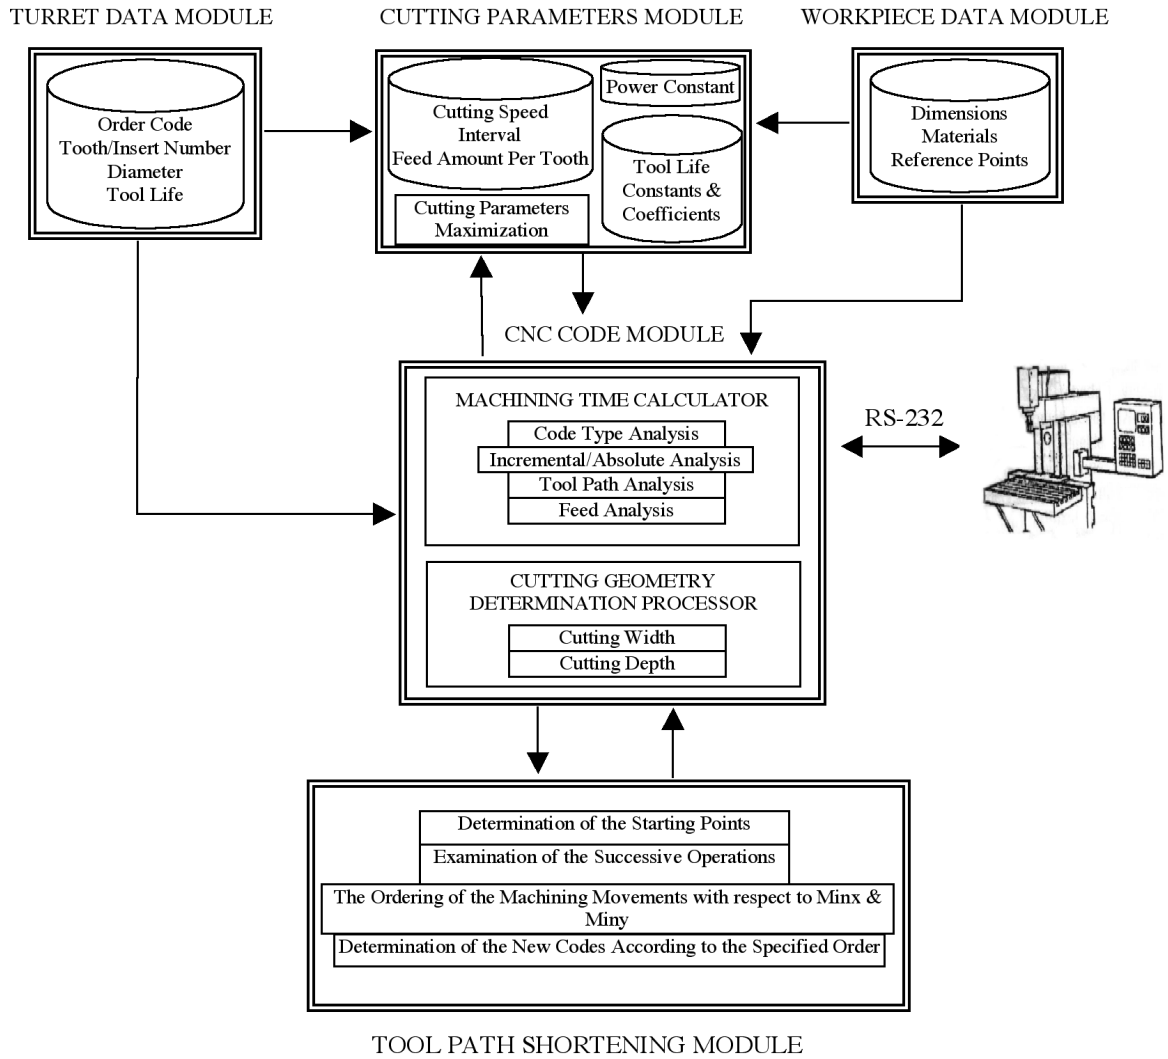 TURRET DATA MODULE
CUTTING PARAMETERS MODULE
WORKPIECE DATA MODULE
Order Code
Tooth/Insert Number
Diameter
Tool Life
Cutting Speed
Interval
Feed Amount Per Tooth
Cutting Parameters
Maximization
Power Constant
Tool Life
Constants &
Coefficients
Dimensions
Materials
Reference Points
CNC CODE MODULE
MACHINING TIME CALCULATOR
Code Type Analysis
Incremental/Absolute Analysis
Tool Path Analysis
Feed Analysis
RS-232
CUTTING GEOMETRY
DETERMINATION PROCESSOR
Cutting Width
Cutting Depth
Determination of the Starting Points
Examination of the Successive Operations
The Ordering of the Machining Movements with respect to Minx &
Miny
Determination of the New Codes According to the Specified Order
TOOL PATH SHORTENING MODULE